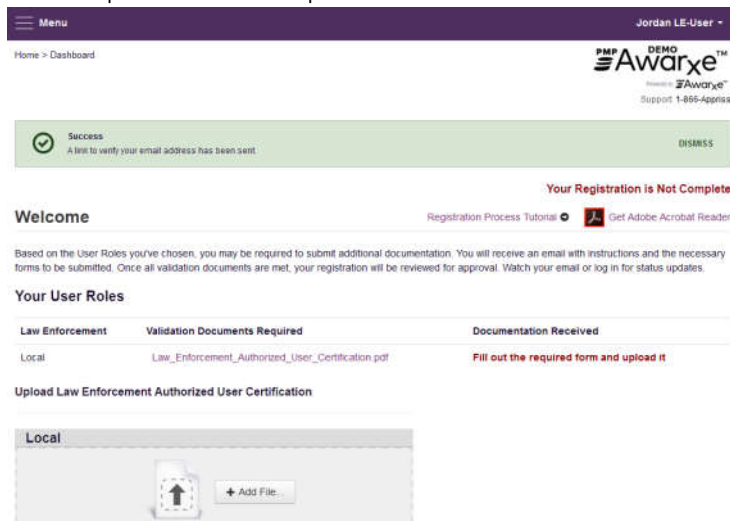 Menu
Jordan LE-User
Home > Dashboard
PMP DEMO
Awarxe™
Awarxe™
Support 1-866-Appriss
Success
A link to verify your email address has been sent.
DISMISS
Your Registration is Not Complete
Welcome
Registration Process Tutorial
Get Adobe Acrobat Reader
Based on the User Roles you've chosen, you may be required to submit additional documentation. You will receive an email with instructions and the necessary
forms to be submitted. Once all validation documents are met, your registration will be reviewed for approval. Watch your email or log in for status updates.
Your User Roles
Law Enforcement Validation Documents Required Documentation Received
Local Law_Enforcement_Authorized_User_Certification.pdf Fill out the required form and upload it
Upload Law Enforcement Authorized User Certification
Local
+ Add File...